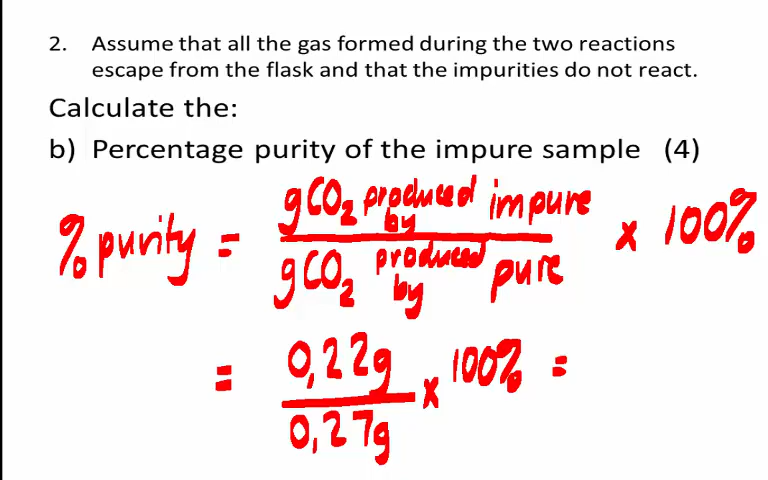 2. Assume that all the gas formed during the two reactions
escape from the flask and that the impurities do not react.
Calculate the:
b) Percentage purity of the impure sample (4)
% purity = gCO₂ produced by impure / gCO₂ produced by pure x 100%
= 0,22g / 0,27g x 100% =